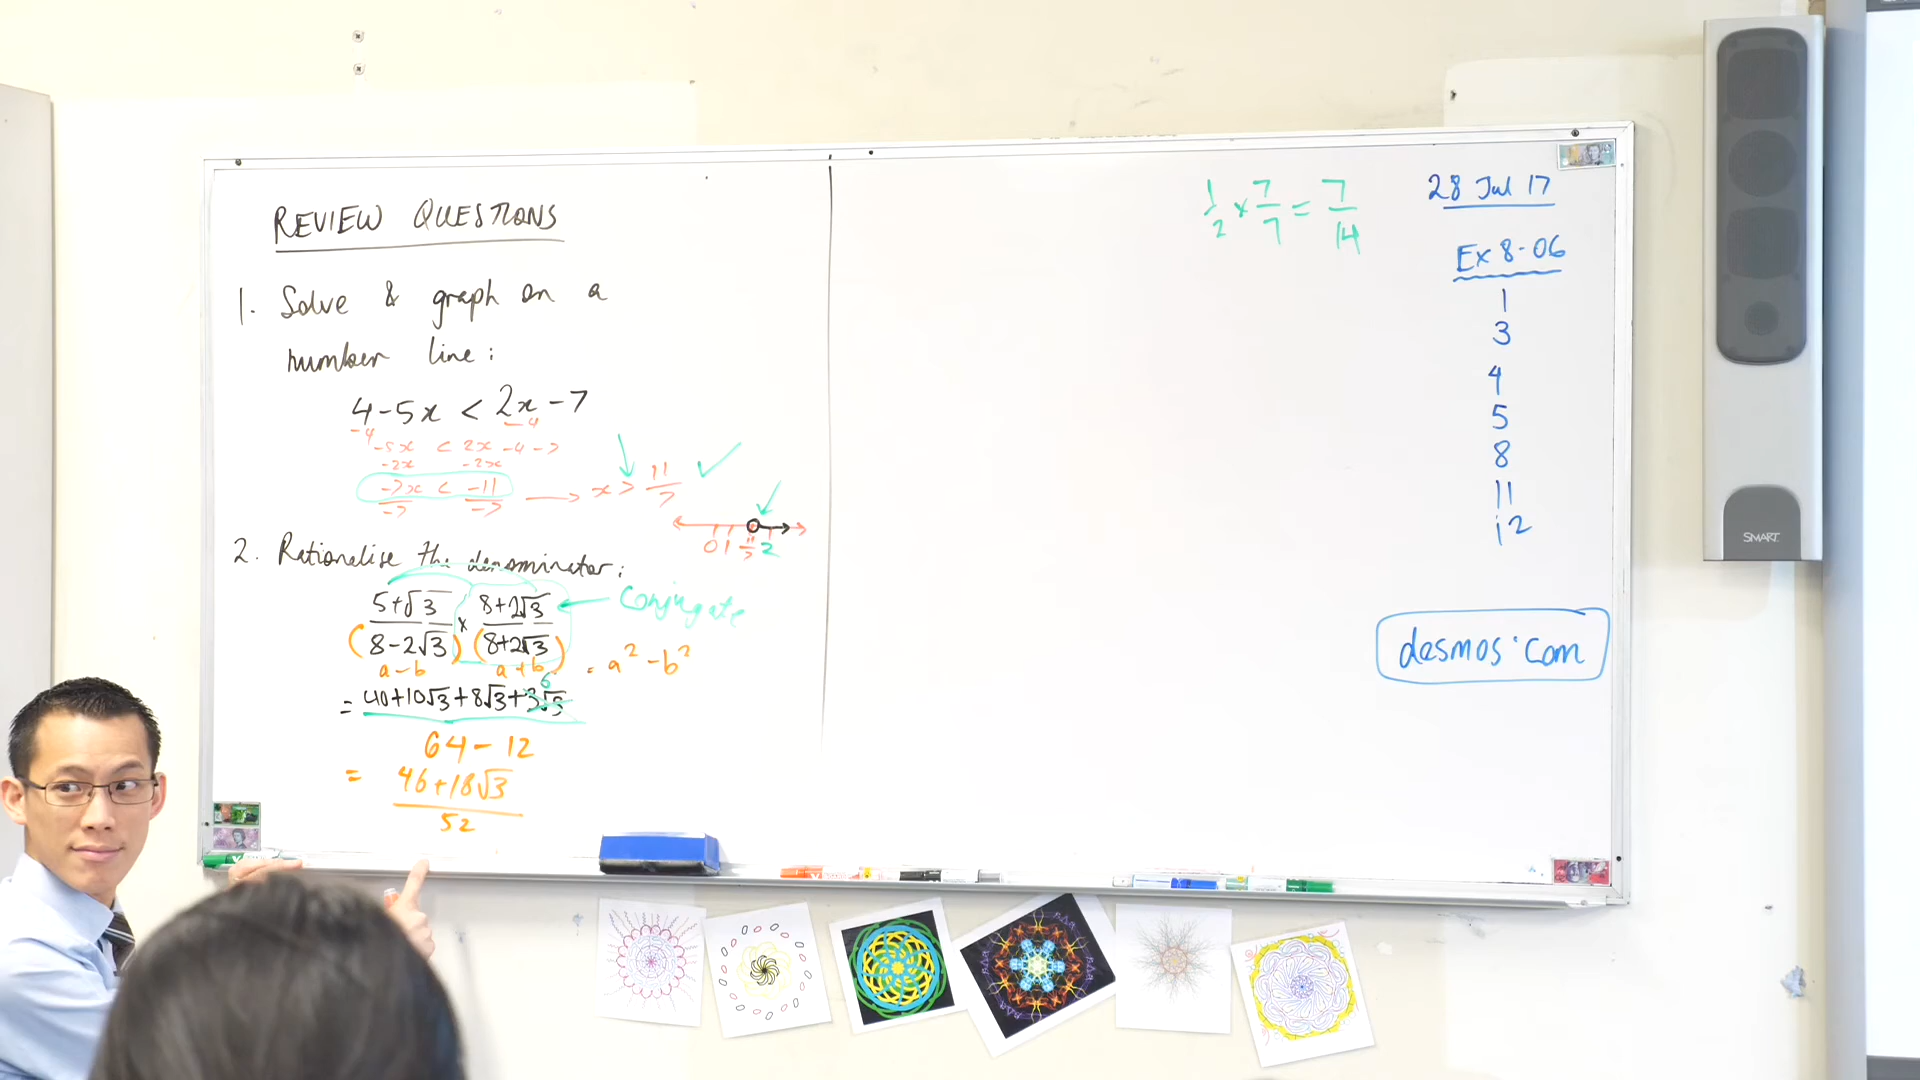 REVIEW QUESTIONS
1. Solve & graph on a
number line:
4-5x < 2x-7
-4 -4
-5x < 2x-4-7
-2x -2x
-7x < -11 → x > 11/7 ✓
-7 -7
0 1 11/7 2
2. Rationalise the denominator:
5+√3 / (8-2√3) × 8+2√3 / (8+2√3) ← Conjugate
a-b a+b = a²-b²
= 40+10√3+8√3+3√3 6
64-12
= 46+18√3
52
1/2 × 7/7 = 7/14
28 Jul 17
Ex 8-06
1
3
4
5
8
11
12
desmos.com
SMART